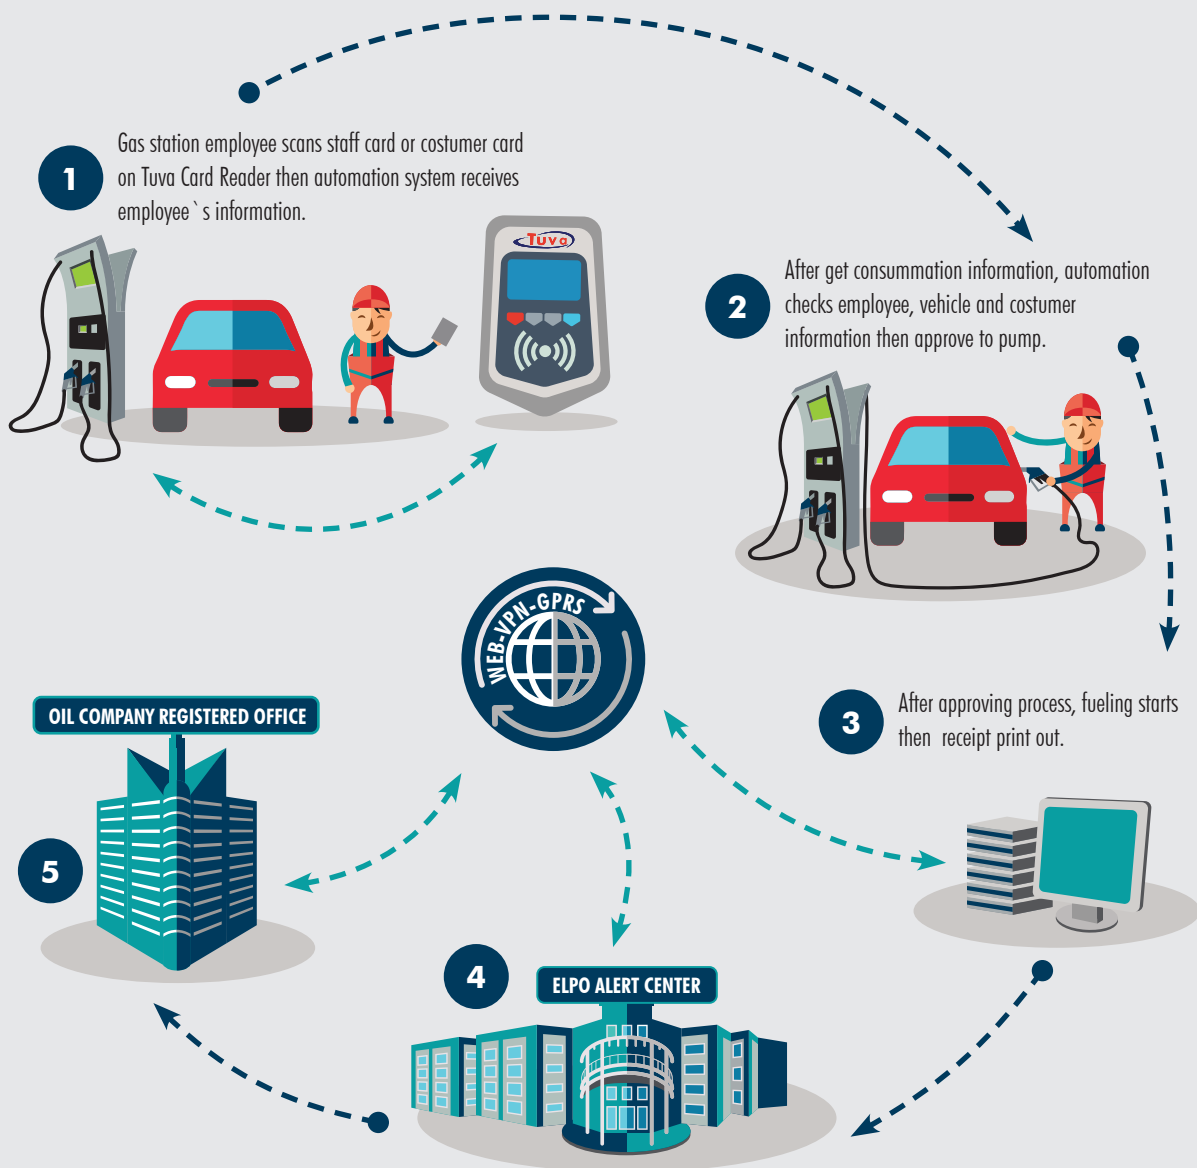 1
Gas station employee scans staff card or costumer card
on Tuva Card Reader then automation system receives
employee`s information.
Tuva
2
After get consummation information, automation
checks employee, vehicle and costumer
information then approve to pump.
WEB-VPN-GPRS
3
After approving process, fueling starts
then receipt print out.
OIL COMPANY REGISTERED OFFICE
5
4
ELPO ALERT CENTER